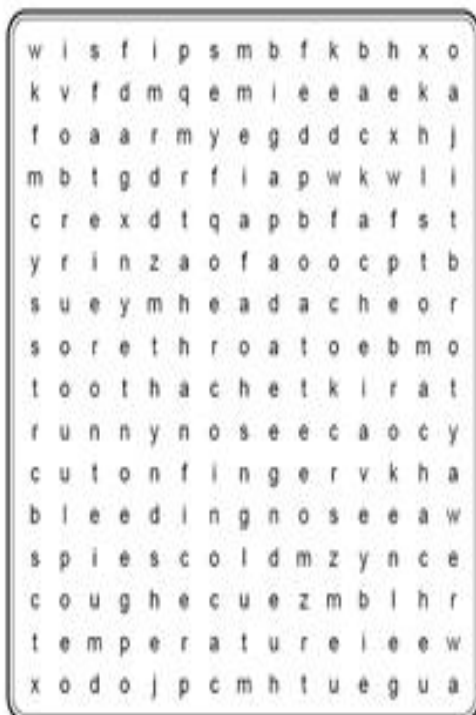 w i s f i p s m b f k b h x o
k v f d m q e m i e e a e k a
f o a a r m y e g d d c x h j
m b t g d r f i a p w k w l i
c r e x d t q a p b f a f s t
y r i n z a o f a o o c p t b
s u e y m h e a d a c h e o r
s o r e t h r o a t o e b m o
t o o t h a c h e t k i r a t
r u n n y n o s e e c a o c y
c u t o n f i n g e r v k h a
b l e e d i n g n o s e e a w
s p i e s c o l d m z y n c e
c o u g h e c u e z m b l h r
t e m p e r a t u r e i e e w
x o d o j p c m h t u e g u a